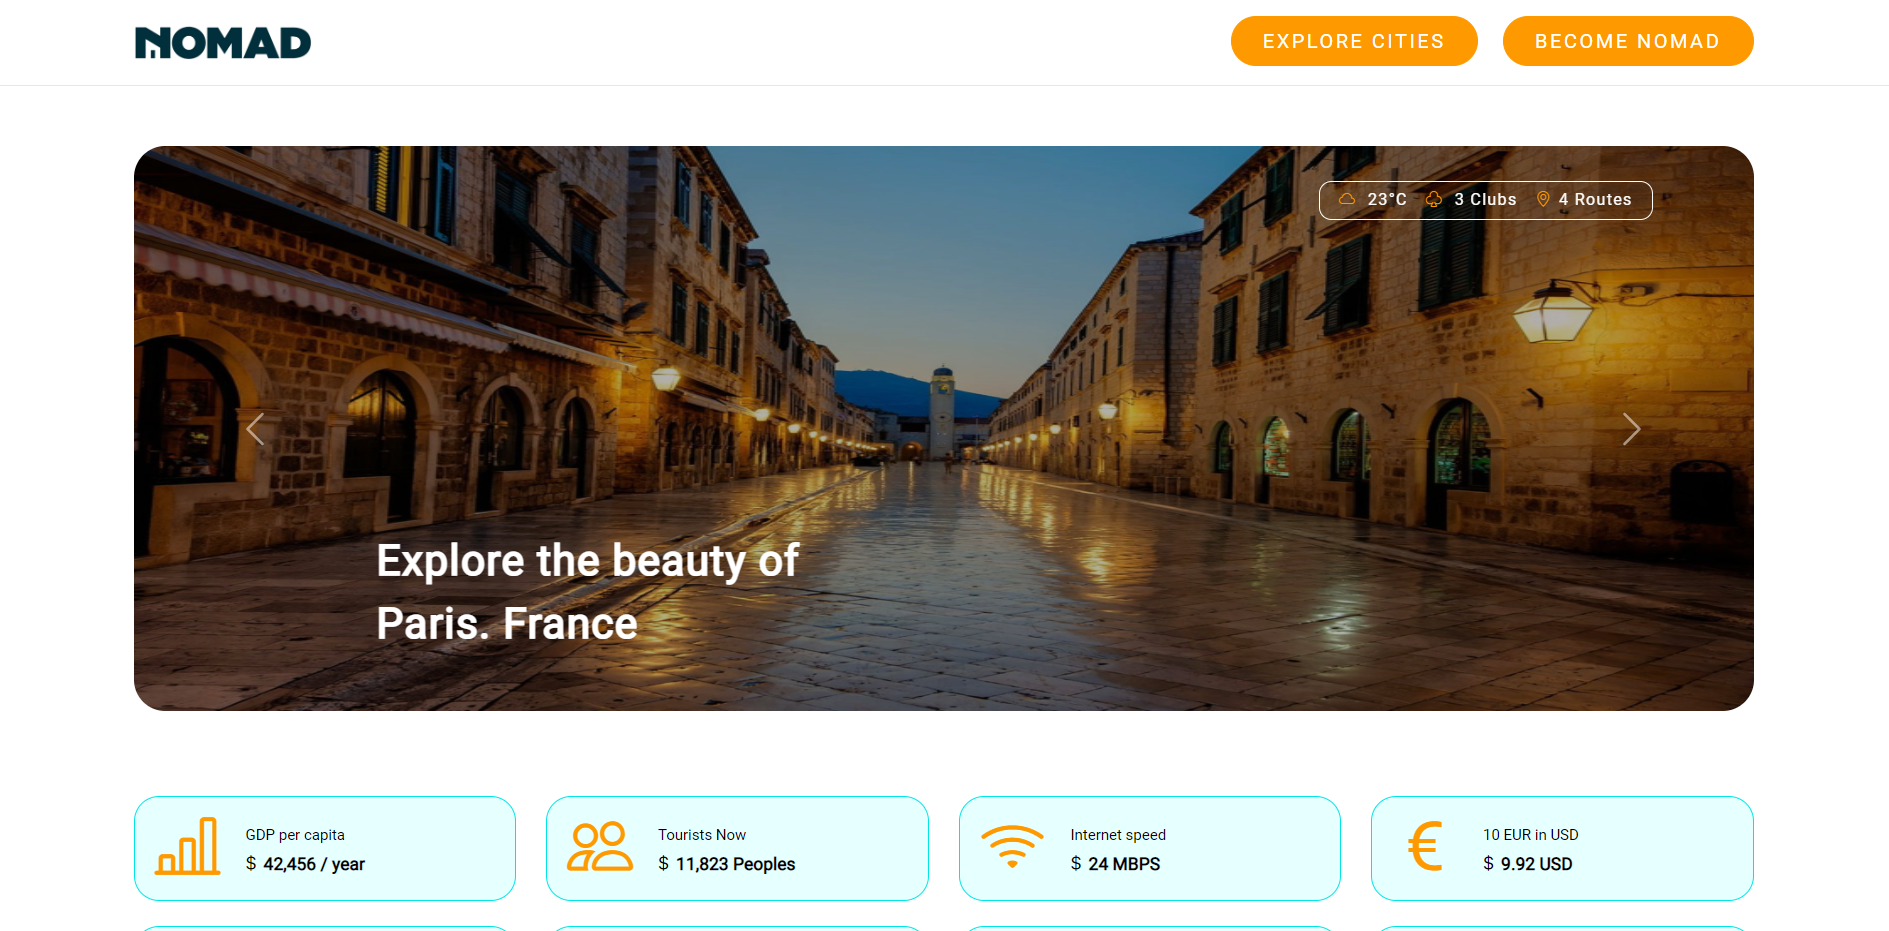 NOMAD
EXPLORE CITIES
BECOME NOMAD
23°C 3 Clubs 4 Routes
Explore the beauty of
Paris. France
GDP per capita
$ 42,456 / year
Tourists Now
$ 11,823 Peoples
Internet speed
$ 24 MBPS
€
10 EUR in USD
$ 9.92 USD